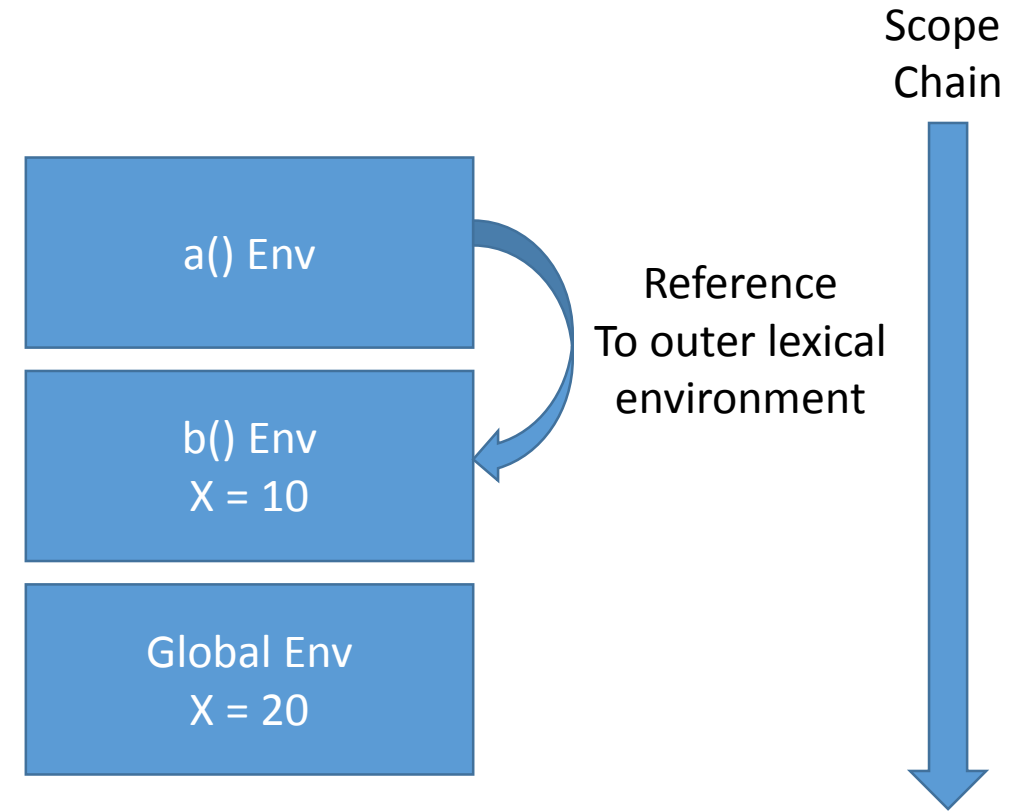 Scope
Chain
a() Env
Reference
To outer lexical
environment
b() Env
X = 10
Global Env
X = 20